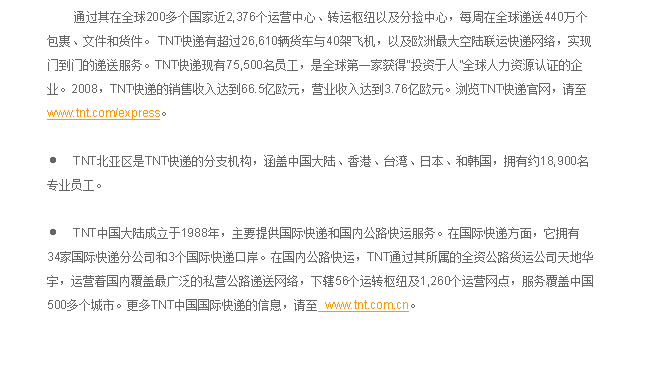 通过其在全球200多个国家近2,376个运营中心、转运枢纽以及分捡中心，每周在全球递送440万个
包裹、文件和货件。 TNT快递有超过26,610辆货车与40架飞机，以及欧洲最大空陆联运快递网络，实现
门到门的递送服务。TNT快递现有75,500名员工，是全球第一家获得"投资于人"全球人力资源认证的企
业。2008，TNT快递的销售收入达到66.5亿欧元，营业收入达到3.76亿欧元。浏览TNT快递官网，请至
www.tnt.com/express。
● TNT北亚区是TNT快递的分支机构，涵盖中国大陆、香港、台湾、日本、和韩国，拥有约18,900名
专业员工。
● TNT中国大陆成立于1988年，主要提供国际快递和国内公路快运服务。在国际快递方面，它拥有
34家国际快递分公司和3个国际快递口岸。在国内公路快运，TNT通过其所属的全资公路货运公司天地华
宇，运营着国内覆盖最广泛的私营公路递送网络，下辖56个运转枢纽及1,260个运营网点，服务覆盖中国
500多个城市。更多TNT中国国际快递的信息，请至 www.tnt.com.cn。